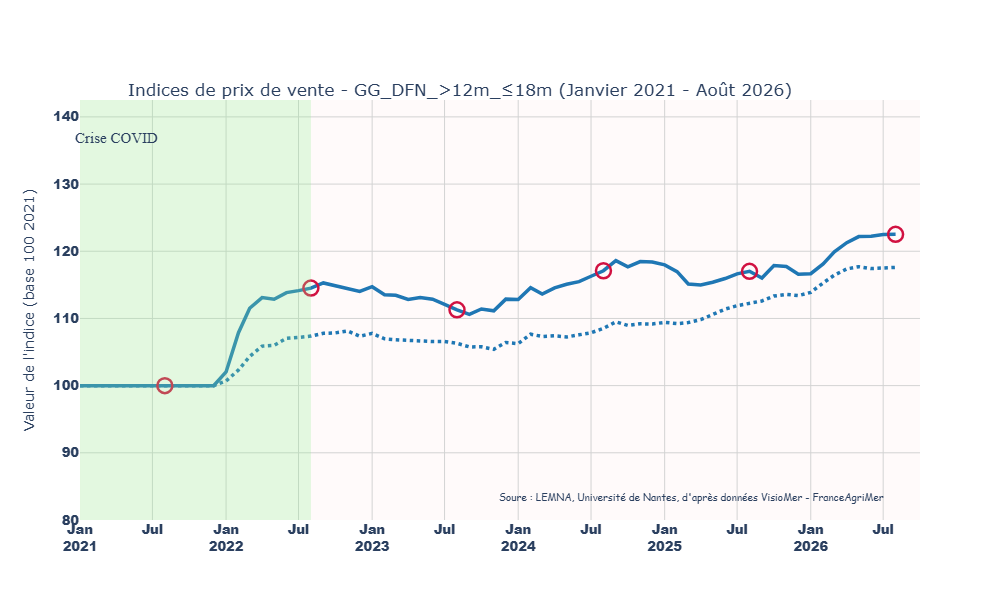 Indices de prix de vente - GG_DFN_>12m_≤18m (Janvier 2021 - Août 2026)
Valeur de l'indice (base 100 2021)
140
Crise COVID
130
120
110
100
90
80
Soure : LEMNA, Université de Nantes, d'après données VisioMer - FranceAgriMer
Jan Jul Jan Jul Jan Jul Jan Jul Jan Jul Jan Jul
2021 2022 2023 2024 2025 2026